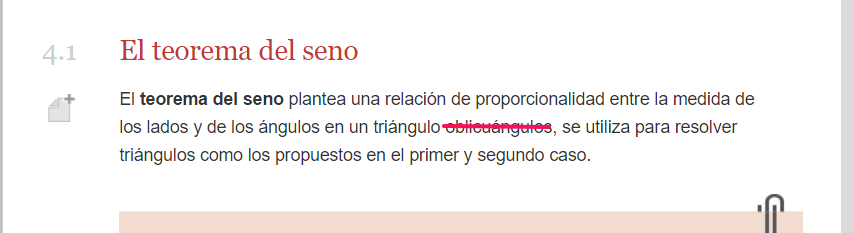 4.1 El teorema del seno
El teorema del seno plantea una relación de proporcionalidad entre la medida de
los lados y de los ángulos en un triángulo oblicuángulos, se utiliza para resolver
triángulos como los propuestos en el primer y segundo caso.